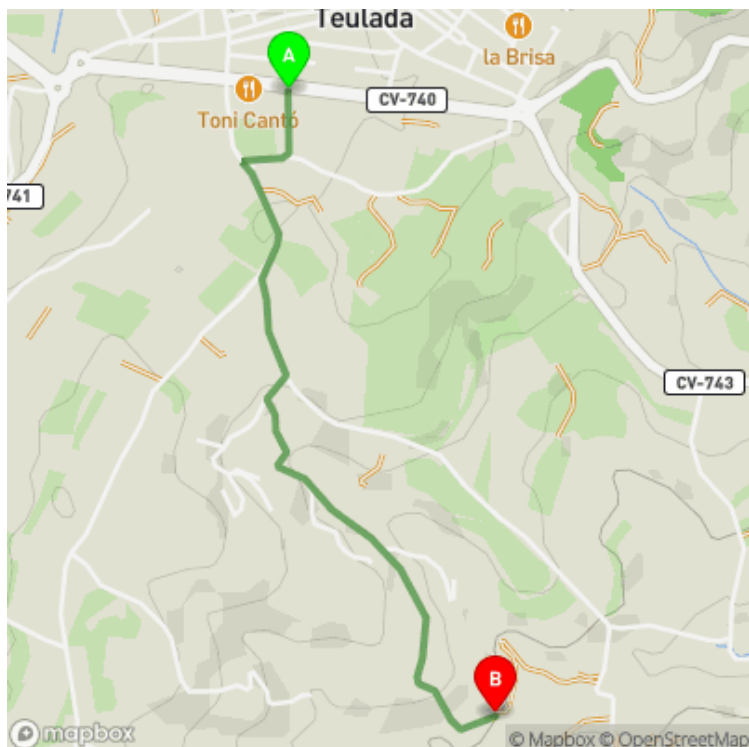 Teulada
A
la Brisa
CV-740
Toni Cantó
741
CV-743
B
mapbox
© Mapbox © OpenStreetMap